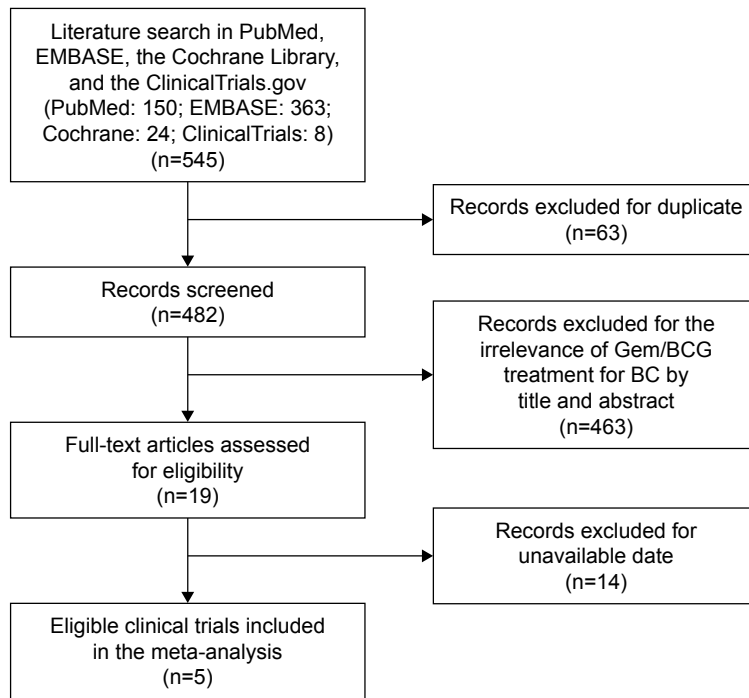 Literature search in PubMed,
EMBASE, the Cochrane Library,
and the ClinicalTrials.gov
(PubMed: 150; EMBASE: 363;
Cochrane: 24; ClinicalTrials: 8)
(n=545)
Records excluded for duplicate
(n=63)
Records screened
(n=482)
Records excluded for the
irrelevance of Gem/BCG
treatment for BC by
title and abstract
(n=463)
Full-text articles assessed
for eligibility
(n=19)
Records excluded for
unavailable date
(n=14)
Eligible clinical trials included
in the meta-analysis
(n=5)